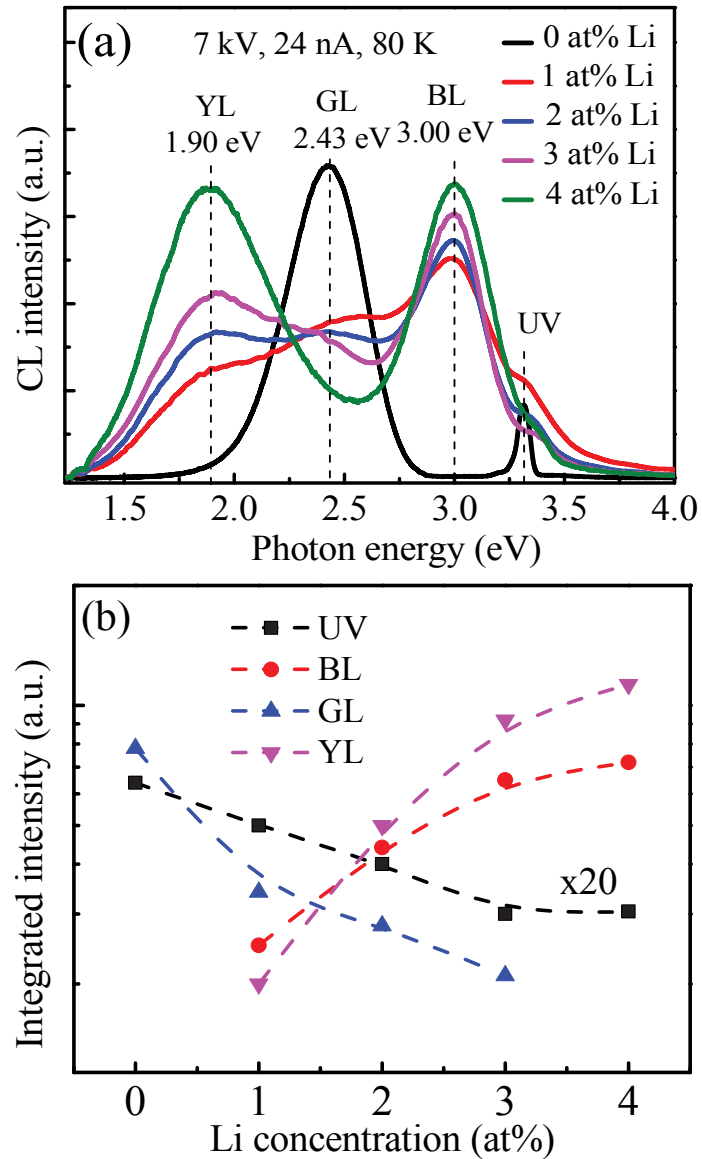 (a)
7 kV, 24 nA, 80 K
0 at% Li
1 at% Li
2 at% Li
3 at% Li
4 at% Li
YL
1.90 eV
GL
2.43 eV
BL
3.00 eV
UV
CL intensity (a.u.)
1.5 2.0 2.5 3.0 3.5 4.0
Photon energy (eV)
(b)
UV
BL
GL
YL
x20
Integrated intensity (a.u.)
0 1 2 3 4
Li concentration (at%)